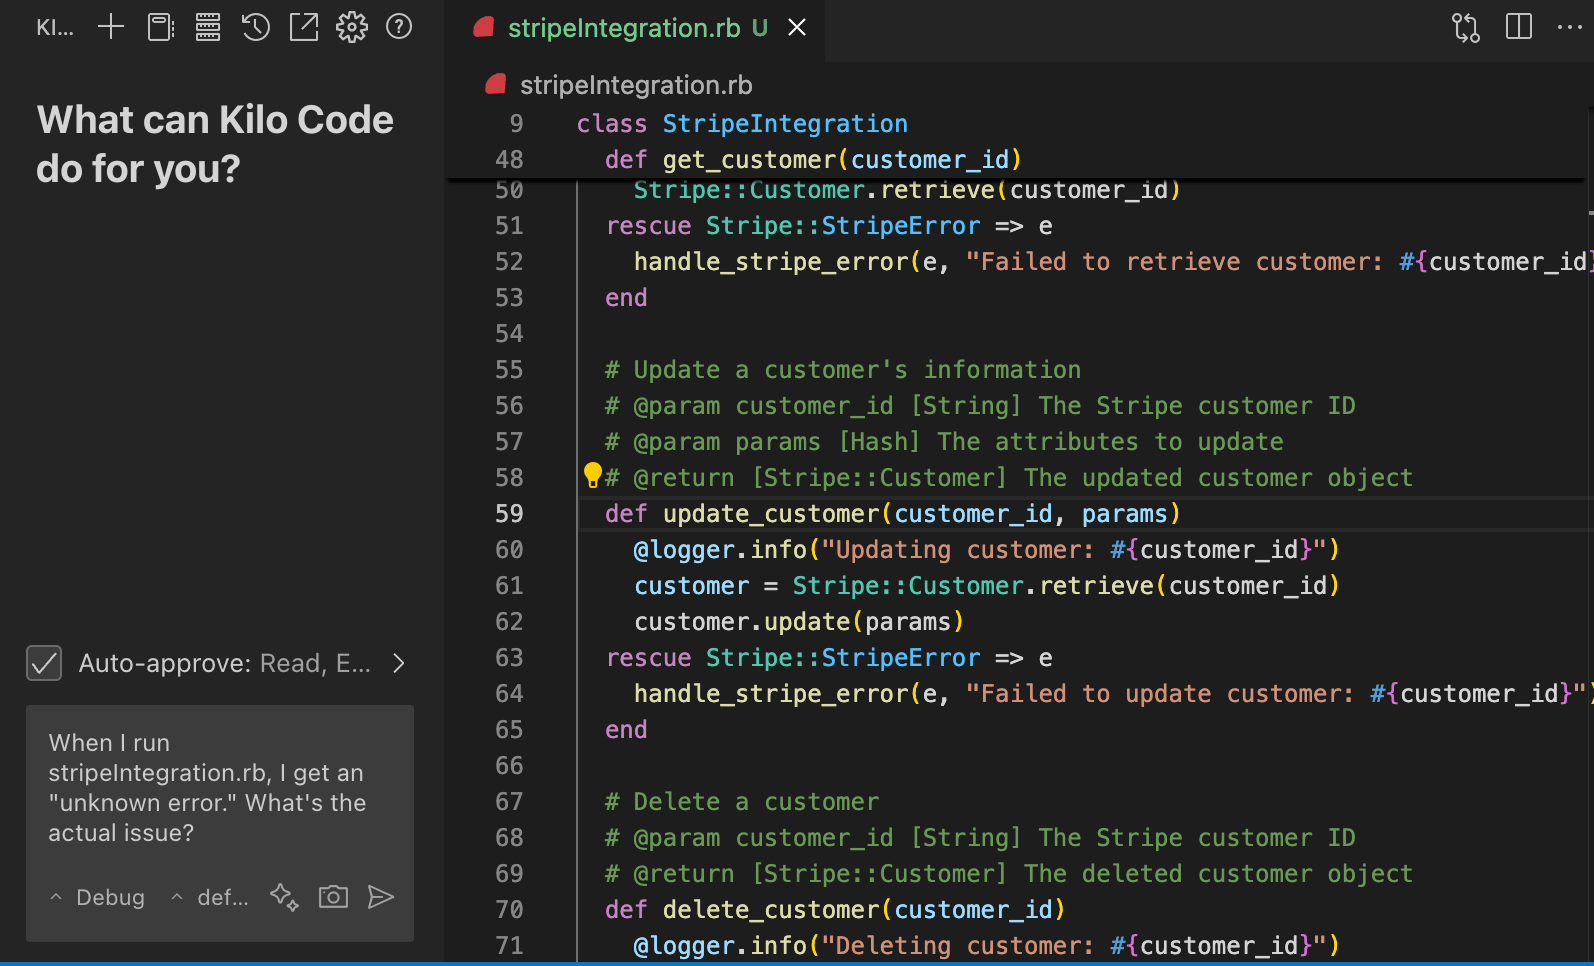 KI...
What can Kilo Code
do for you?
Auto-approve: Read, E...
When I run
stripeIntegration.rb, I get an
"unknown error." What's the
actual issue?
Debug
def...
stripeIntegration.rb U
stripeIntegration.rb
9 class StripeIntegration
48 def get_customer(customer_id)
50 Stripe::Customer.retrieve(customer_id)
51 rescue Stripe::StripeError => e
52 handle_stripe_error(e, "Failed to retrieve customer: #{customer_id}
53 end
54
55 # Update a customer's information
56 # @param customer_id [String] The Stripe customer ID
57 # @param params [Hash] The attributes to update
58 # @return [Stripe::Customer] The updated customer object
59 def update_customer(customer_id, params)
60 @logger.info("Updating customer: #{customer_id}")
61 customer = Stripe::Customer.retrieve(customer_id)
62 customer.update(params)
63 rescue Stripe::StripeError => e
64 handle_stripe_error(e, "Failed to update customer: #{customer_id}")
65 end
66
67 # Delete a customer
68 # @param customer_id [String] The Stripe customer ID
69 # @return [Stripe::Customer] The deleted customer object
70 def delete_customer(customer_id)
71 @logger.info("Deleting customer: #{customer_id}")